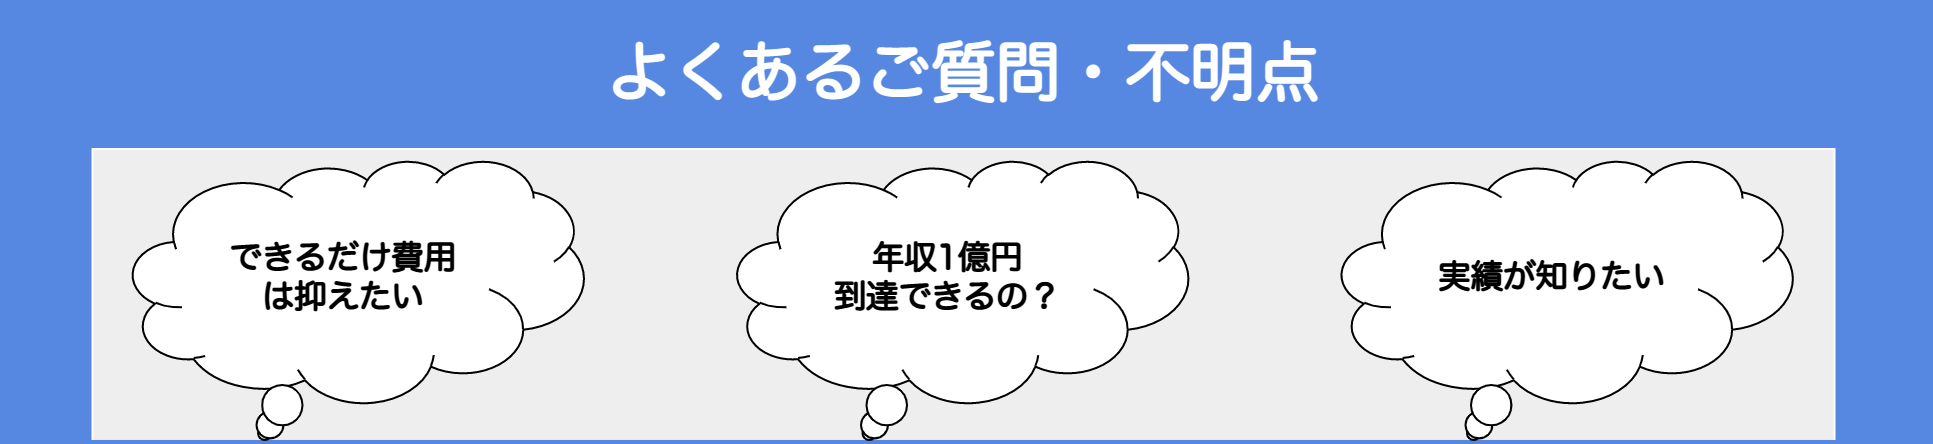 よくあるご質問・不明点
できるだけ費用
は抑えたい
年収1億円
到達できるの？
実績が知りたい